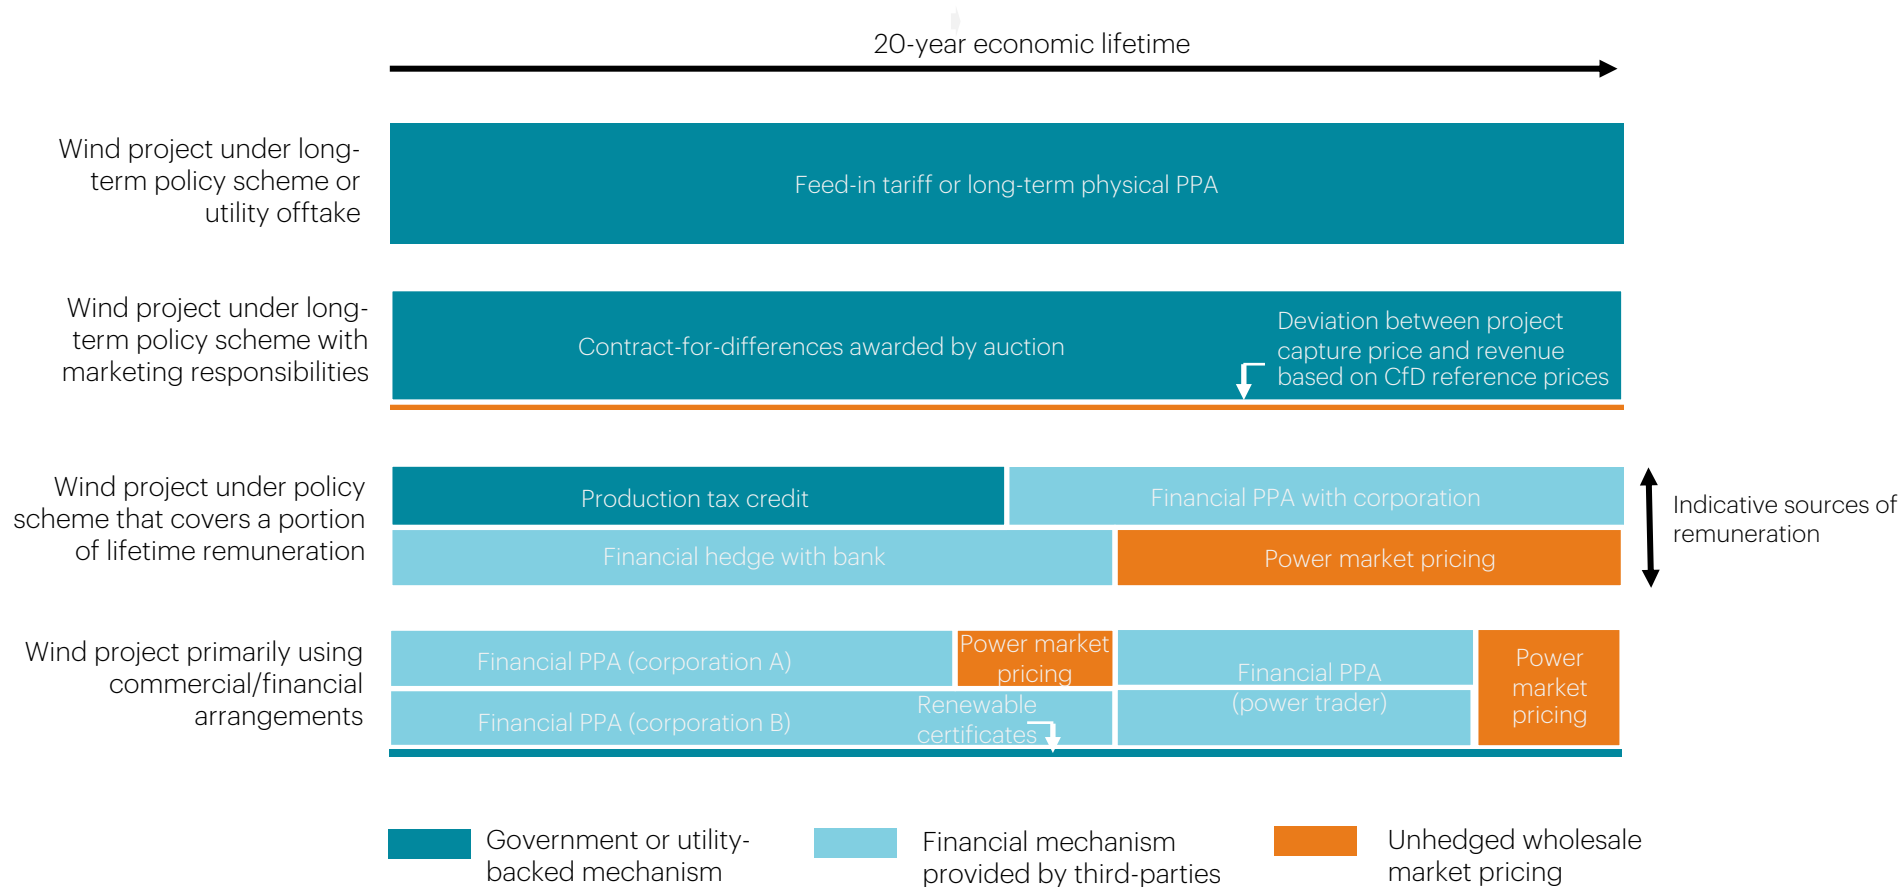 20-year economic lifetime
Wind project under long-
term policy scheme or
utility offtake
Feed-in tariff or long-term physical PPA
Wind project under long-
term policy scheme with
marketing responsibilities
Contract-for-differences awarded by auction
Deviation between project
capture price and revenue
based on CfD reference prices
Wind project under policy
scheme that covers a portion
of lifetime remuneration
Production tax credit
Financial PPA with corporation
Financial hedge with bank
Power market pricing
Indicative sources of
remuneration
Wind project primarily using
commercial/financial
arrangements
Financial PPA (corporation A)
Power market
pricing
Financial PPA
(power trader)
Power
market
pricing
Financial PPA (corporation B)
Renewable
certificates
Government or utility-
backed mechanism
Financial mechanism
provided by third-parties
Unhedged wholesale
market pricing